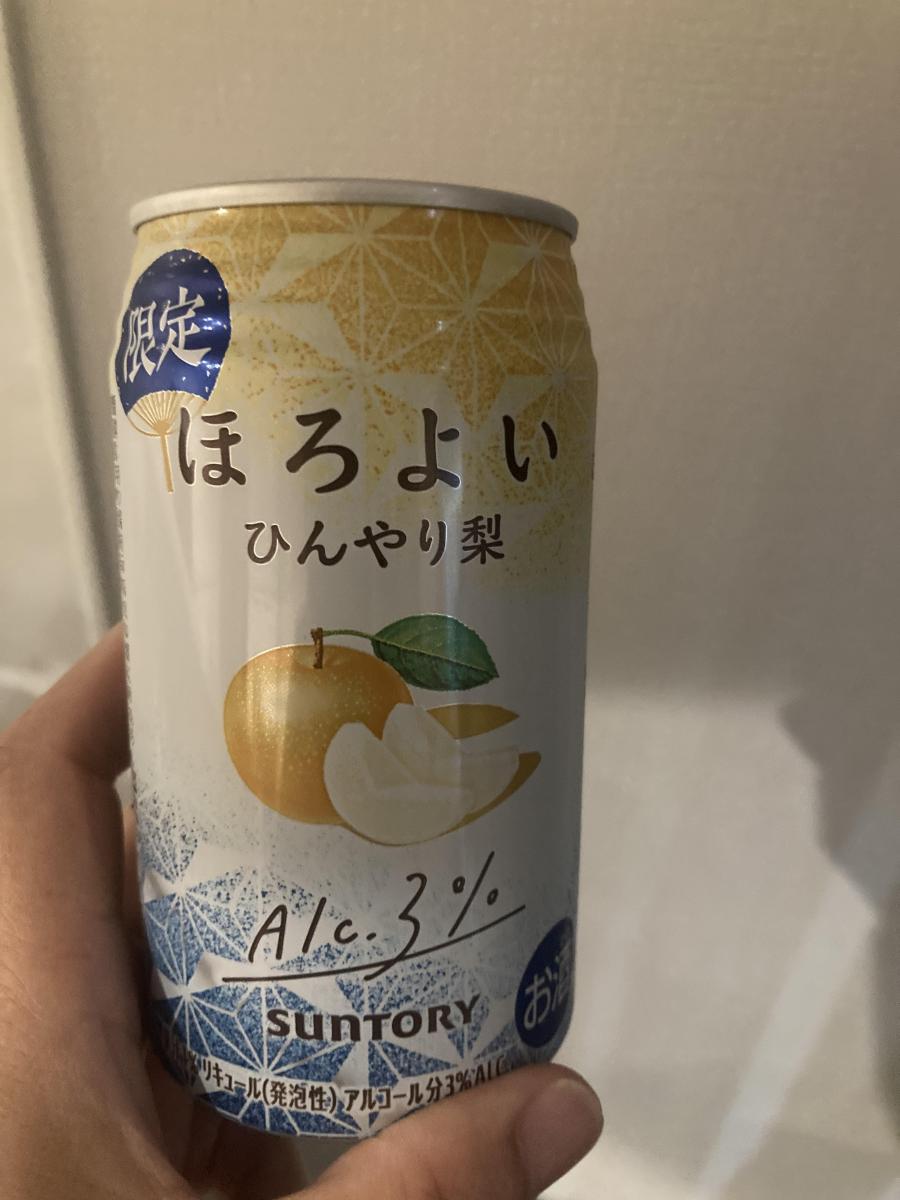 限定
ほろよい
ひんやり梨
Alc.3%
SUNTORY
お酒
リキュール(発泡性) アルコール分3% ALC